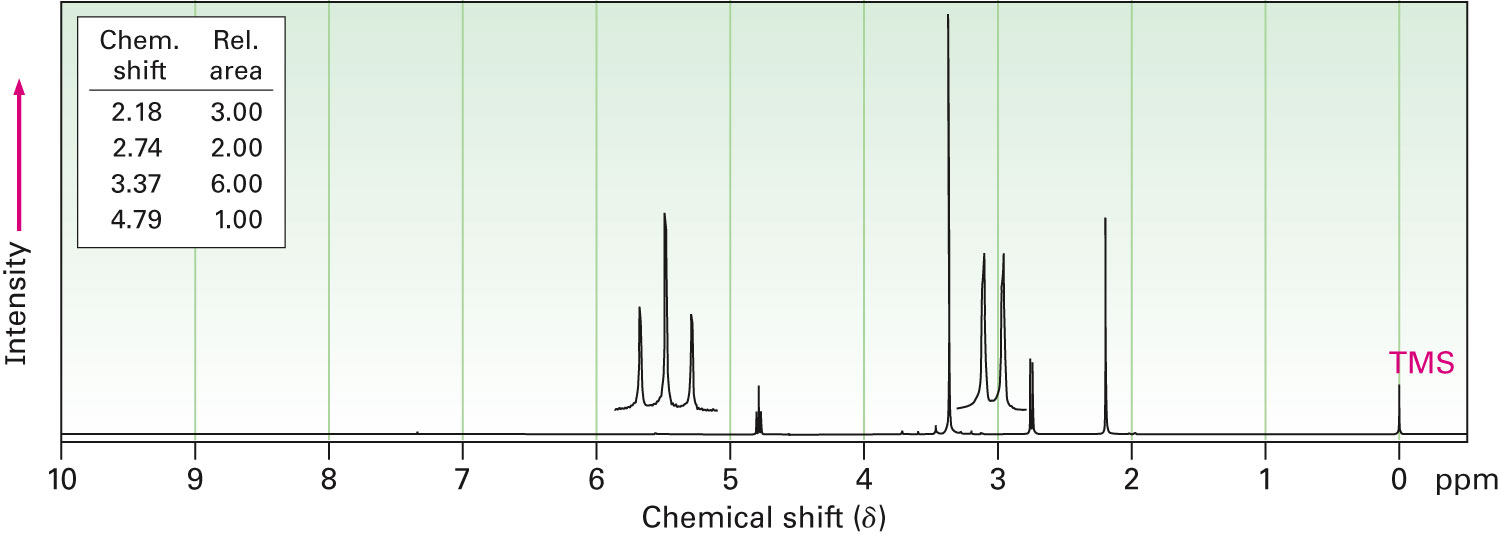 Chem. shift Rel. area
2.18 3.00
2.74 2.00
3.37 6.00
4.79 1.00
Intensity
TMS
10 9 8 7 6 5 4 3 2 1 0 ppm
Chemical shift (δ)